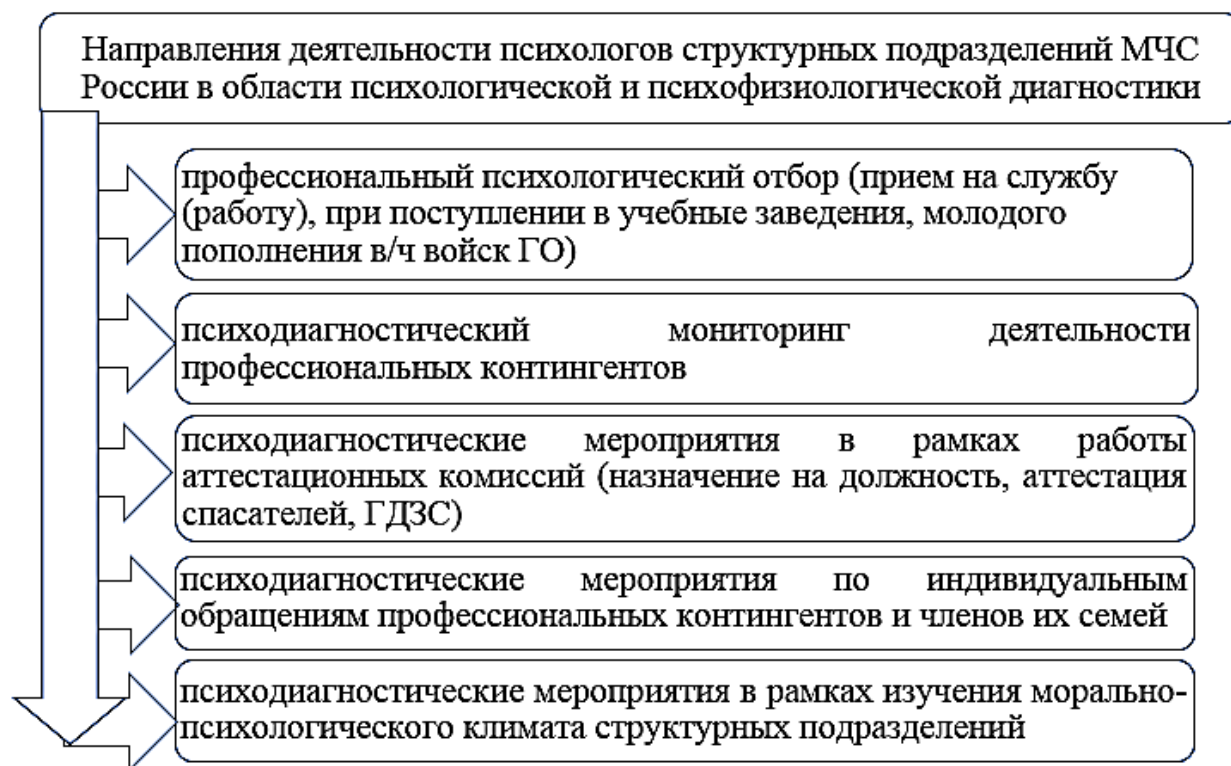 Направления деятельности психологов структурных подразделений МЧС
России в области психологической и психофизиологической диагностики
профессиональный психологический отбор (прием на службу
(работу), при поступлении в учебные заведения, молодого
пополнения в/ч войск ГО)
психодиагностический мониторинг деятельности
профессиональных контингентов
психодиагностические мероприятия в рамках работы
аттестационных комиссий (назначение на должность, аттестация
спасателей, ГДЗС)
психодиагностические мероприятия по индивидуальным
обращениям профессиональных контингентов и членов их семей
психодиагностические мероприятия в рамках изучения морально-
психологического климата структурных подразделений